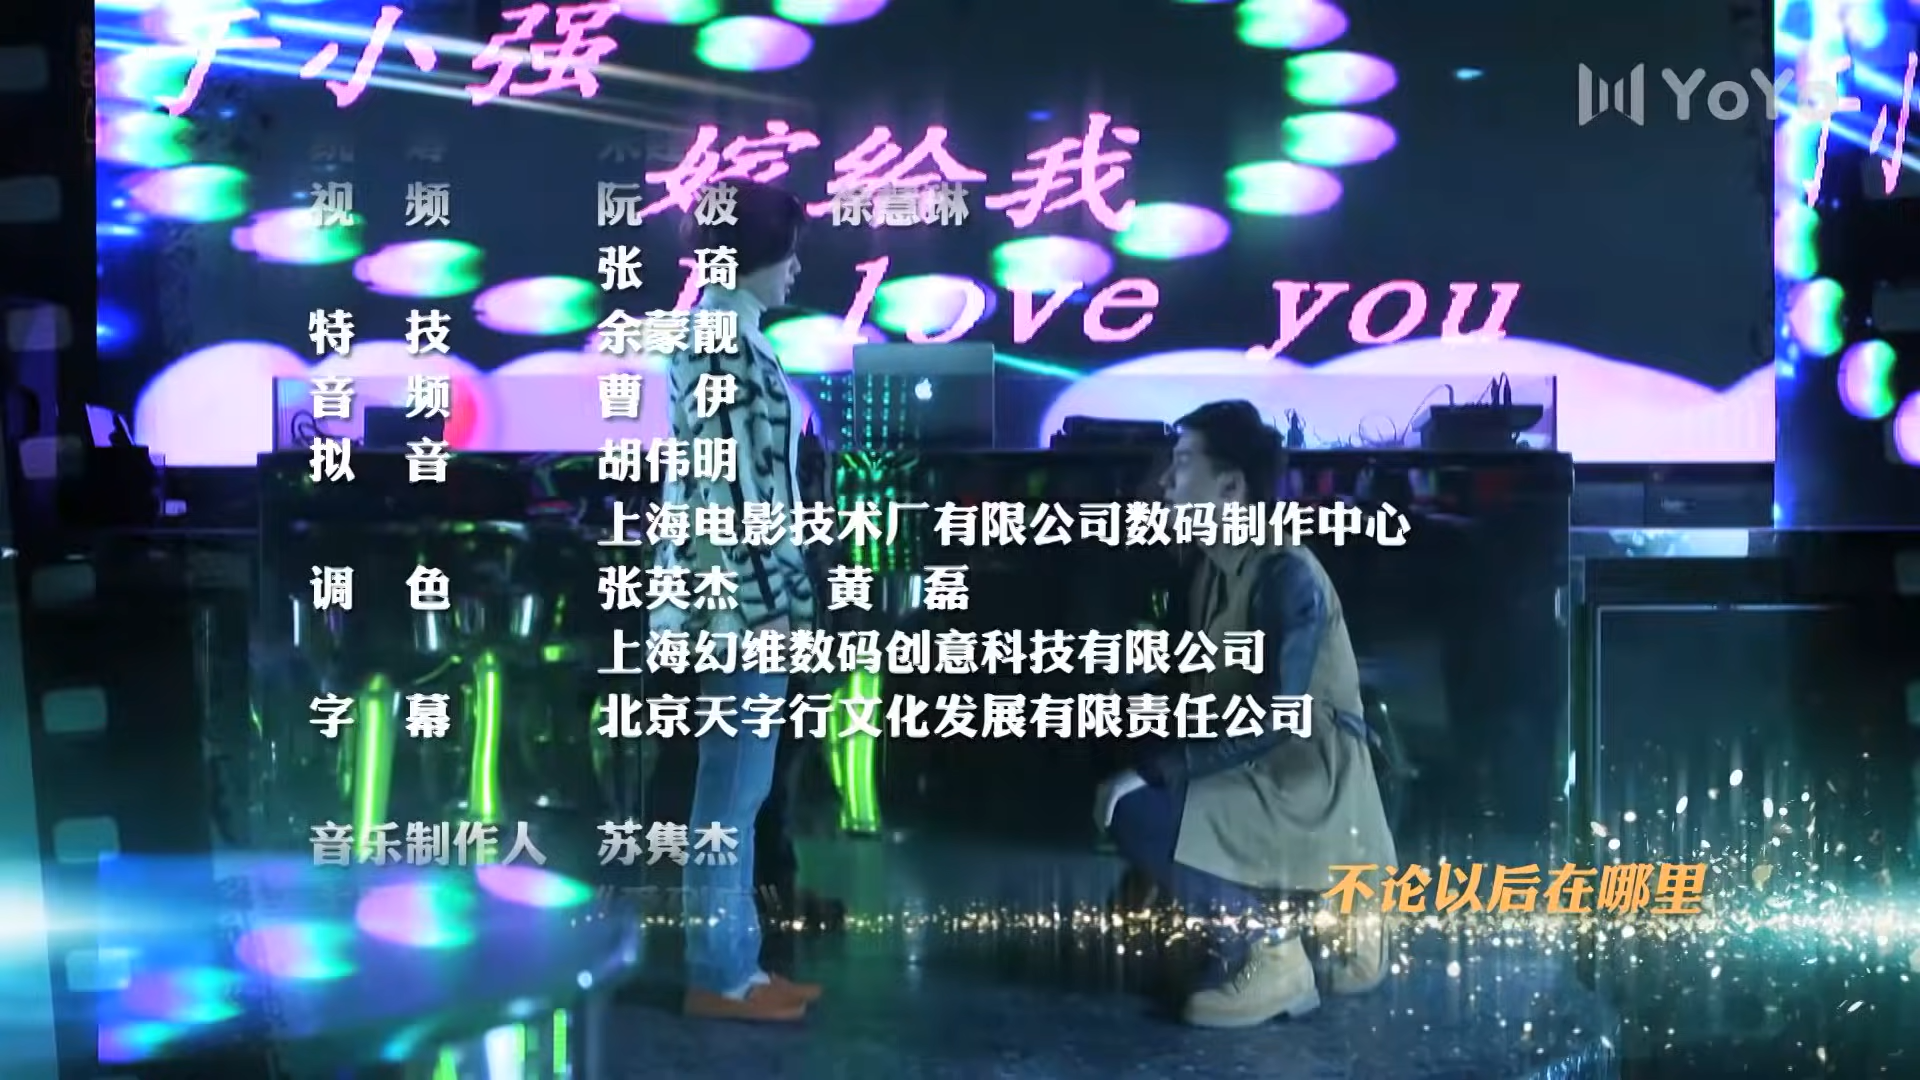 于小强
YoYo
嫁给我
I love you
视 频 阮 波 徐慧琳
张 琦
特 技 余蒙靓
音 频 曹 伊
拟 音 胡伟明
上海电影技术厂有限公司数码制作中心
调 色 张英杰 黄 磊
上海幻维数码创意科技有限公司
字 幕 北京天字行文化发展有限责任公司
音乐制作人 苏隽杰
不论以后在哪里